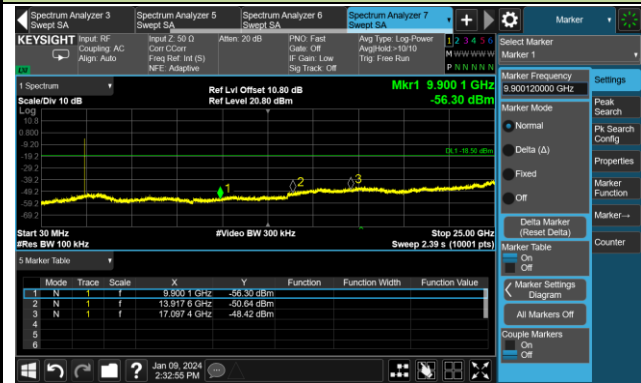 Spectrum Analyzer 3
Swept SA
Spectrum Analyzer 5
Swept SA
Spectrum Analyzer 6
Swept SA
Spectrum Analyzer 7
Swept SA
Marker
KEYSIGHT
Input: RF
Coupling: AC
Align: Auto
Input Z: 50 Ω
Corr CCorr
Freq Ref: Int (S)
NFE: Adaptive
Atten: 20 dB
PNO: Fast
Gate: Off
IF Gain: Low
Sig Track: Off
Avg Type: Log-Power
Avg|Hold >10/10
Trig: Free Run
1 2 3 4 5 6
M W W W W W
P N N N N N
Select Marker
Marker 1
1 Spectrum
Scale/Div 10 dB
Log
Ref Lvl Offset 10.80 dB
Ref Level 20.80 dBm
Mkr1 9.900 1 GHz
-56.30 dBm
10.8
0.800
-9.20
-19.2
-29.2
-39.2
-49.2
-59.2
-69.2
DL1 -18.50 dBm
1
2
3
Start 30 MHz
#Res BW 100 kHz
#Video BW 300 kHz
Stop 25.00 GHz
Sweep 2.39 s (10001 pts)
5 Marker Table
Mode Trace Scale X Y Function Function Width Function Value
1 N 1 f 9.900 1 GHz -56.30 dBm
2 N 1 f 13.917 6 GHz -50.64 dBm
3 N 1 f 17.097 4 GHz -48.42 dBm
4
5
6
Marker Frequency
9.900120000 GHz
Marker Mode
Normal
Delta (Δ)
Fixed
Off
Delta Marker
(Reset Delta)
Marker Table
On
Off
Marker Settings
Diagram
All Markers Off
Couple Markers
On
Off
Settings
Peak
Search
Pk Search
Config
Properties
Marker
Function
Marker→
Counter
Jan 09, 2024
2:32:55 PM